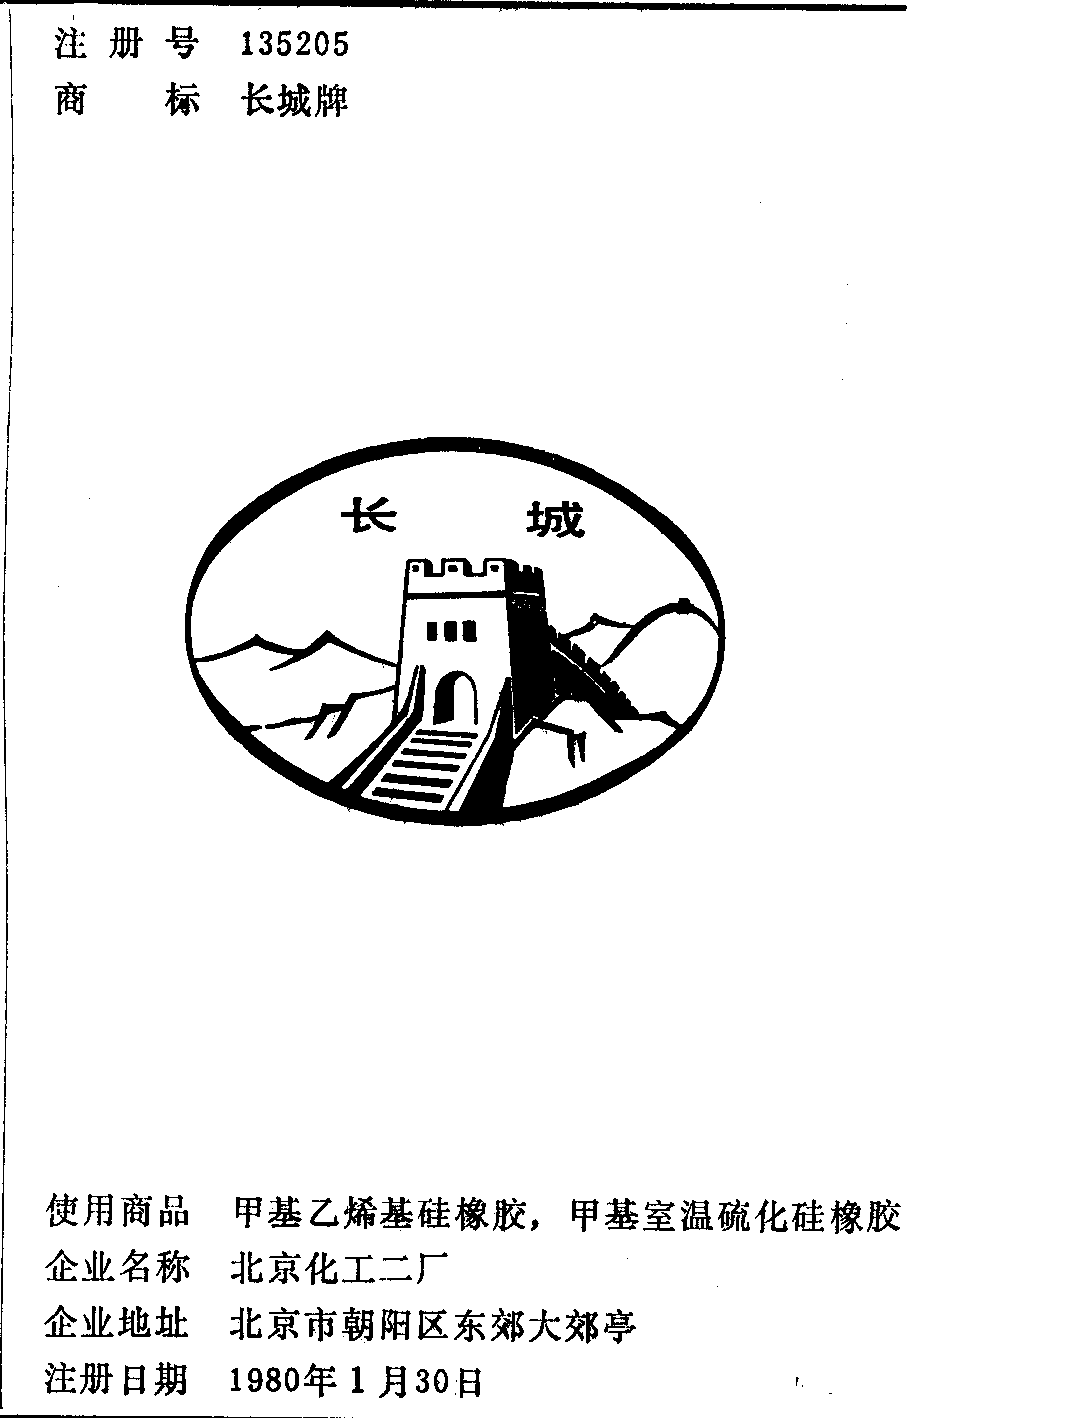 注册号 135205
商标 长城牌
长城
使用商品 甲基乙烯基硅橡胶，甲基室温硫化硅橡胶
企业名称 北京化工二厂
企业地址 北京市朝阳区东郊大郊亭
注册日期 1980年1月30日